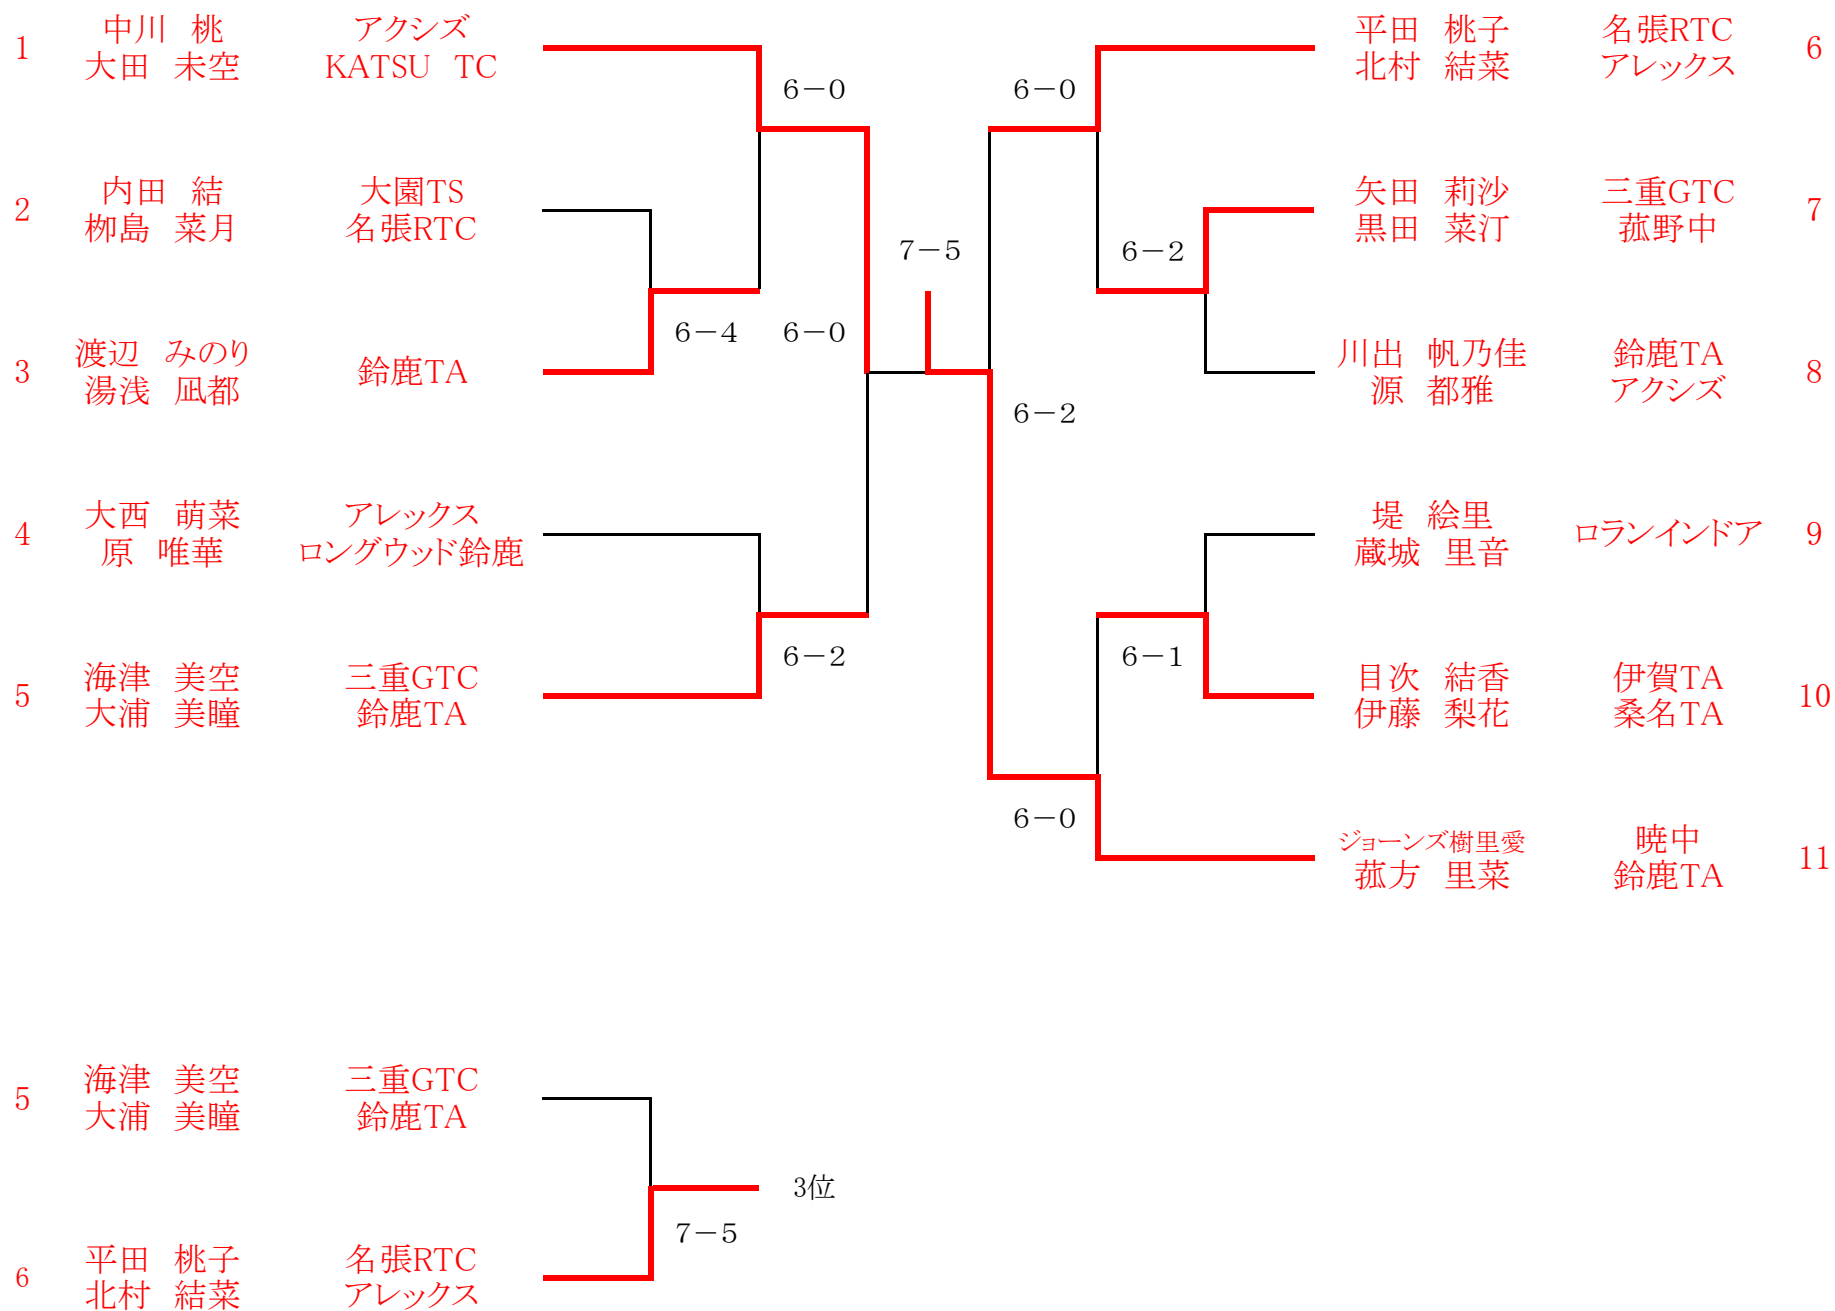 1
中川 桃
大田 未空
アクシズ
KATSU TC
6-0
6-0
平田 桃子
北村 結菜
名張RTC
アレックス
6
2
内田 結
栁島 菜月
大園TS
名張RTC
7-5
6-2
矢田 莉沙
黒田 菜汀
三重GTC
菰野中
7
3
渡辺 みのり
湯浅 凪都
鈴鹿TA
6-4
6-0
6-2
川出 帆乃佳
源 都雅
鈴鹿TA
アクシズ
8
4
大西 萌菜
原 唯華
アレックス
ロングウッド鈴鹿
堤 絵里
蔵城 里音
ロランインドア
9
5
海津 美空
大浦 美瞳
三重GTC
鈴鹿TA
6-2
6-1
目次 結香
伊藤 梨花
伊賀TA
桑名TA
10
6-0
ジョーンズ樹里愛
菰方 里菜
暁中
鈴鹿TA
11
5
海津 美空
大浦 美瞳
三重GTC
鈴鹿TA
3位
7-5
6
平田 桃子
北村 結菜
名張RTC
アレックス